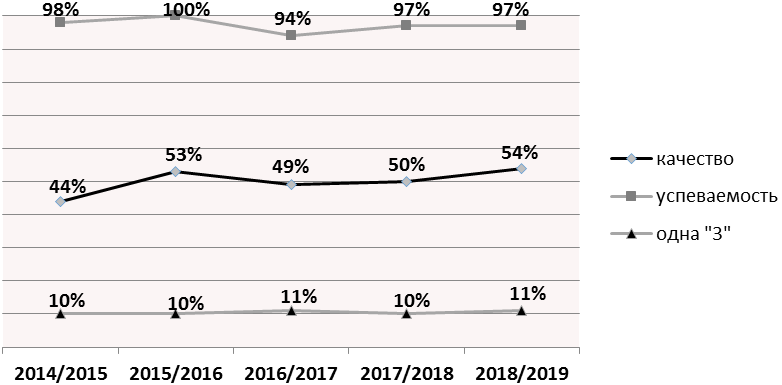 98% 100% 94% 97% 97%
44% 53% 49% 50% 54%
качество
успеваемость
одна "3"
10% 10% 11% 10% 11%
2014/2015 2015/2016 2016/2017 2017/2018 2018/2019